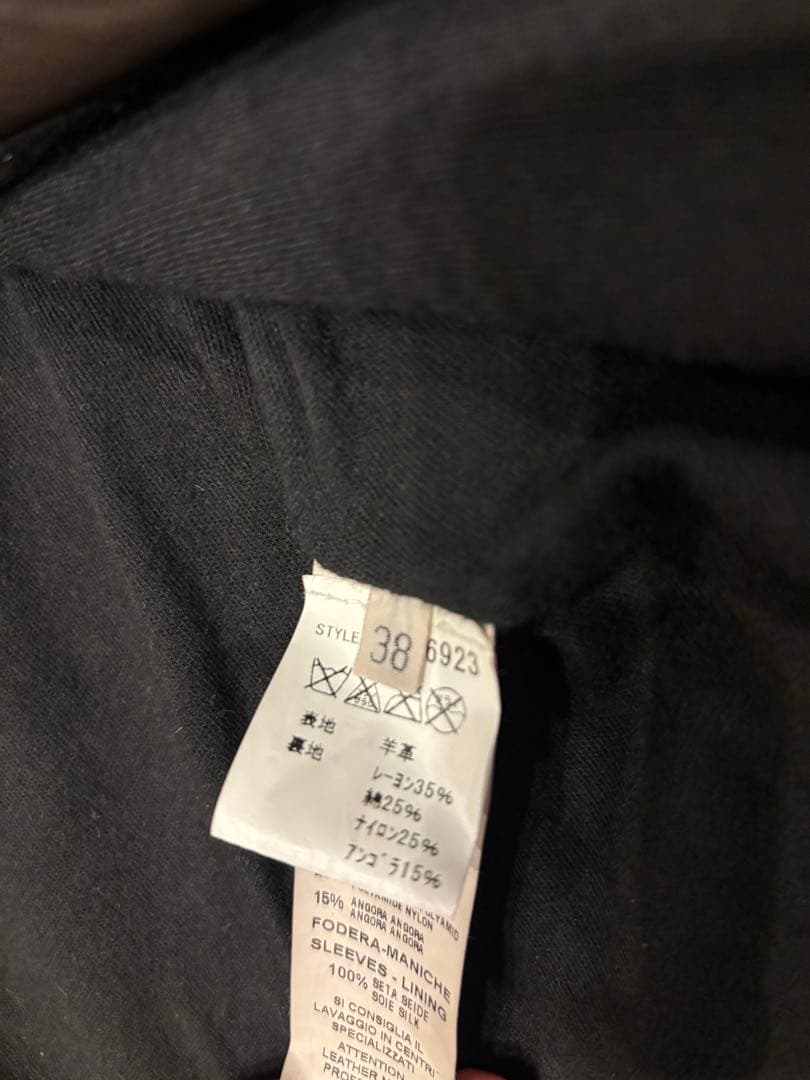 STYLE
38
6923
表地 羊革
裏地 レーヨン35%
綿25%
ナイロン25%
アンゴラ15%
POLYAMIDE NYLON POLYAMID
15% ANGORA ANGORA
ANGORA ANGORA
FODERA-MANICHE
SLEEVES - LINING
100% SETA SEIDE
SOIE SILK
SI CONSIGLIA IL
LAVAGGIO IN CENTRI
SPECIALIZZATI
ATTENTION
LEATHER